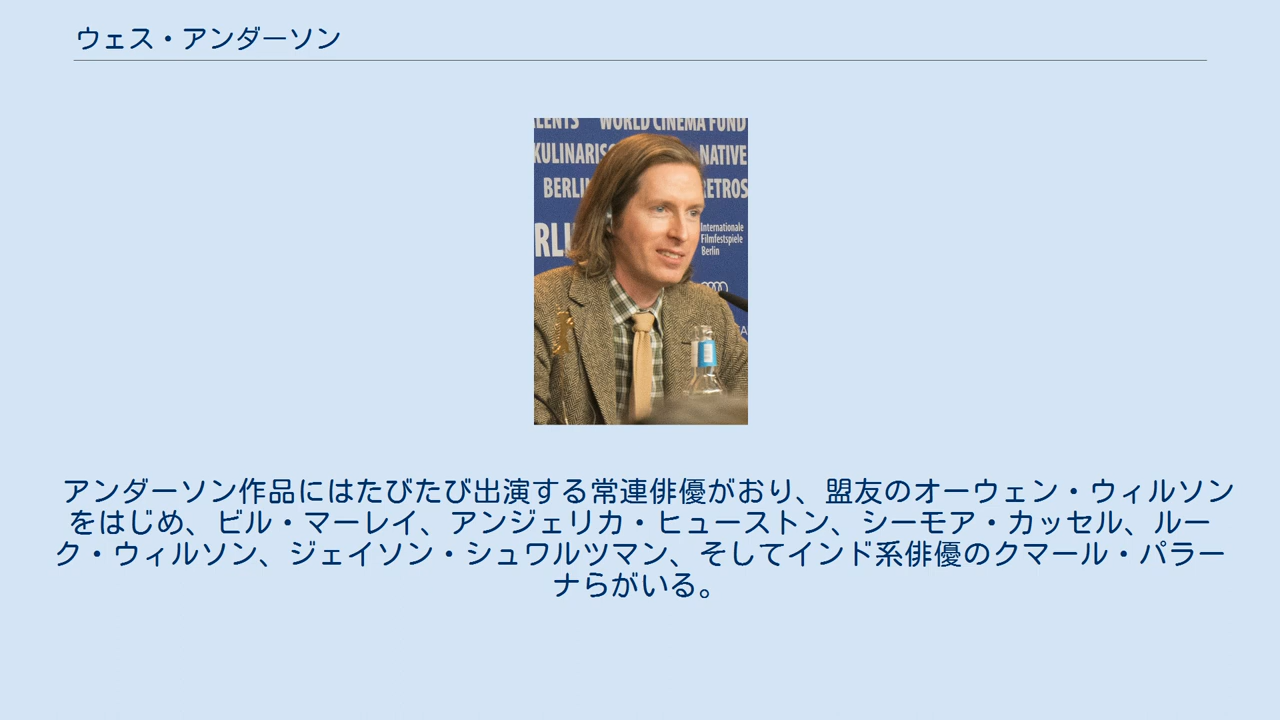 ウェス・アンダーソン
ALENTS WORLD CINEMA FUND
KULINARIS NATIVE
BERLI RETROS
RLI
Internationale
Filmfestspiele
Berlin
アンダーソン作品にはたびたび出演する常連俳優がおり、盟友のオーウェン・ウィルソン
をはじめ、ビル・マーレイ、アンジェリカ・ヒューストン、シーモア・カッセル、ルー
ク・ウィルソン、ジェイソン・シュワルツマン、そしてインド系俳優のクマール・パラー
ナらがいる。